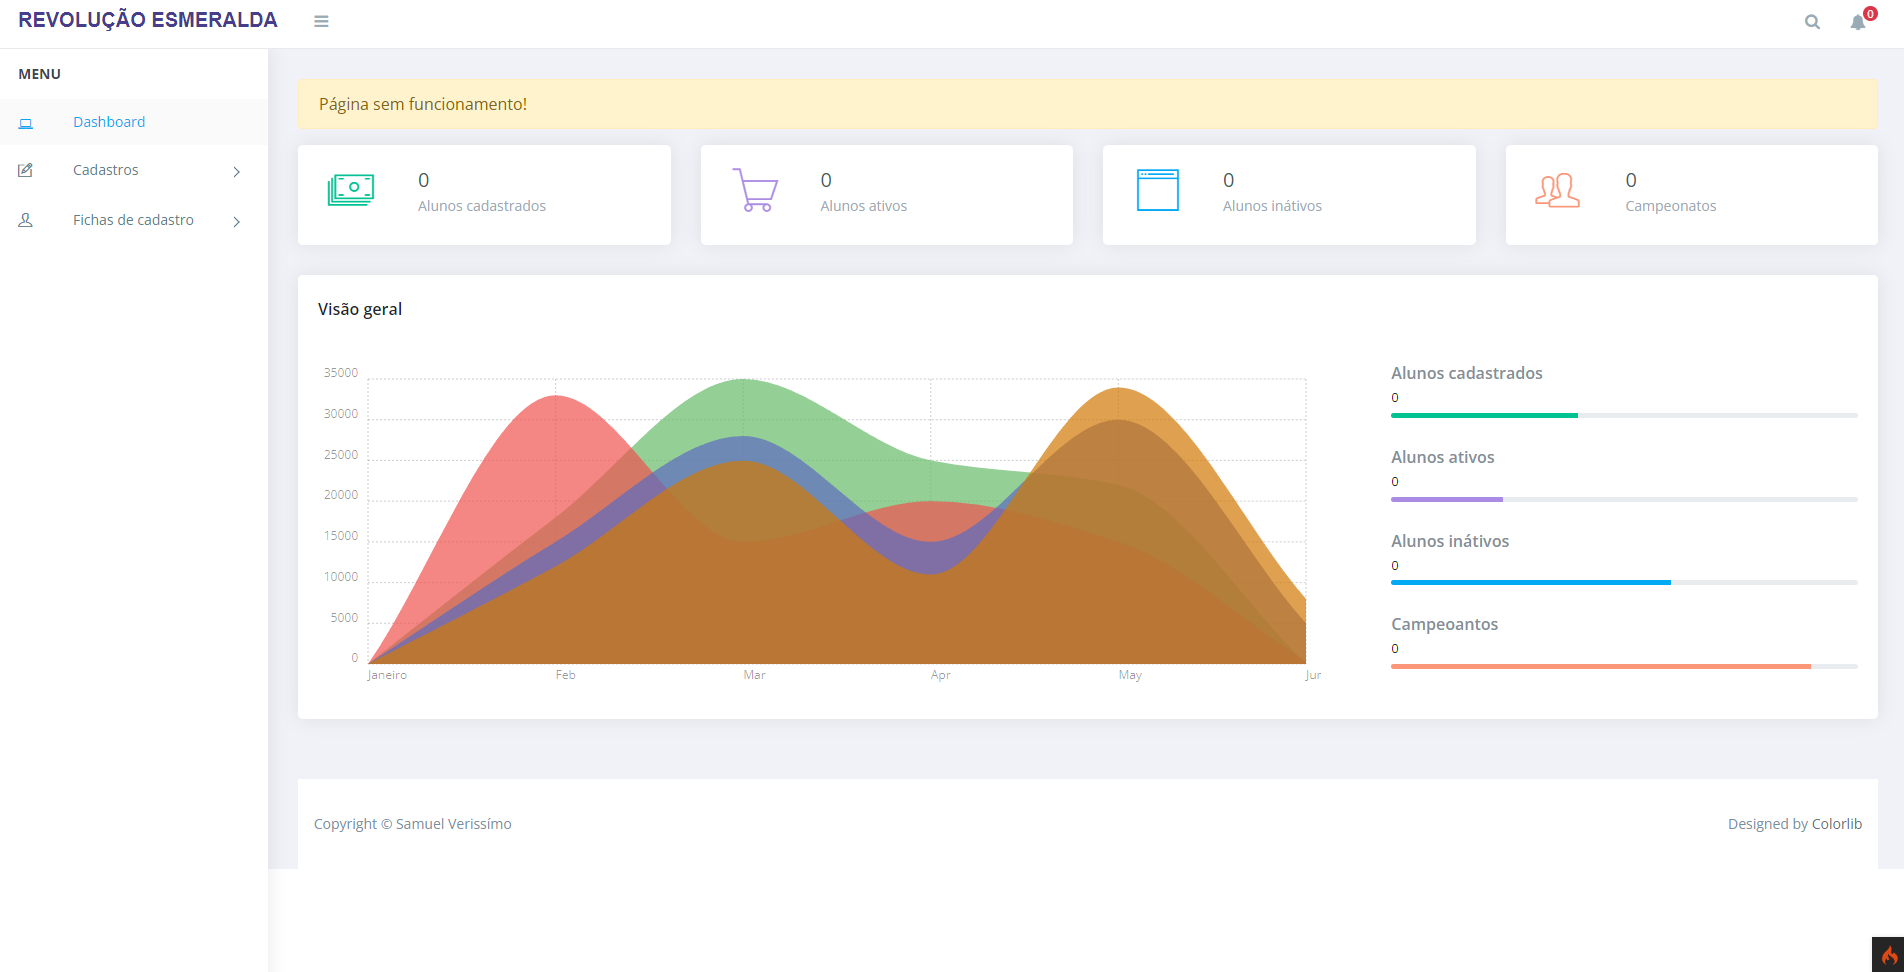 REVOLUÇÃO ESMERALDA
0
MENU
Dashboard
Cadastros
Fichas de cadastro
Página sem funcionamento!
0
Alunos cadastrados
0
Alunos ativos
0
Alunos inátivos
0
Campeonatos
Visão geral
35000
30000
25000
20000
15000
10000
5000
0
Janeiro Feb Mar Apr May Jur
Alunos cadastrados
0
Alunos ativos
0
Alunos inátivos
0
Campeoantos
0
Copyright © Samuel Verissímo
Designed by Colorlib